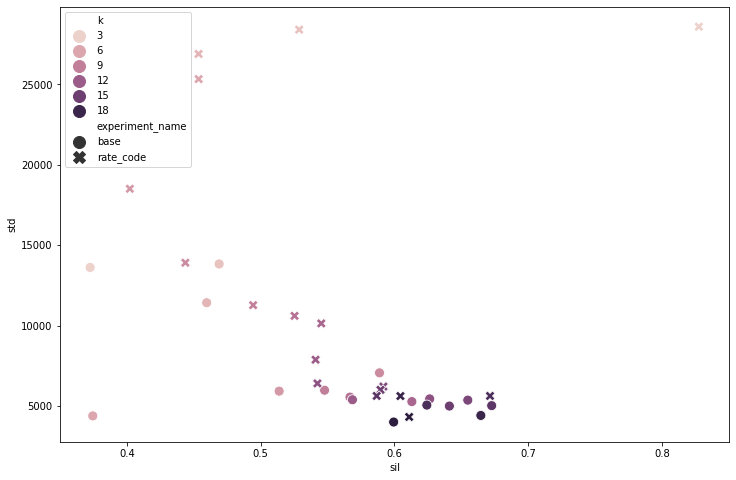 k
3
6
9
12
15
18
experiment_name
base
rate_code
25000
20000
15000
10000
5000
std
0.4 0.5 0.6 0.7 0.8
sil